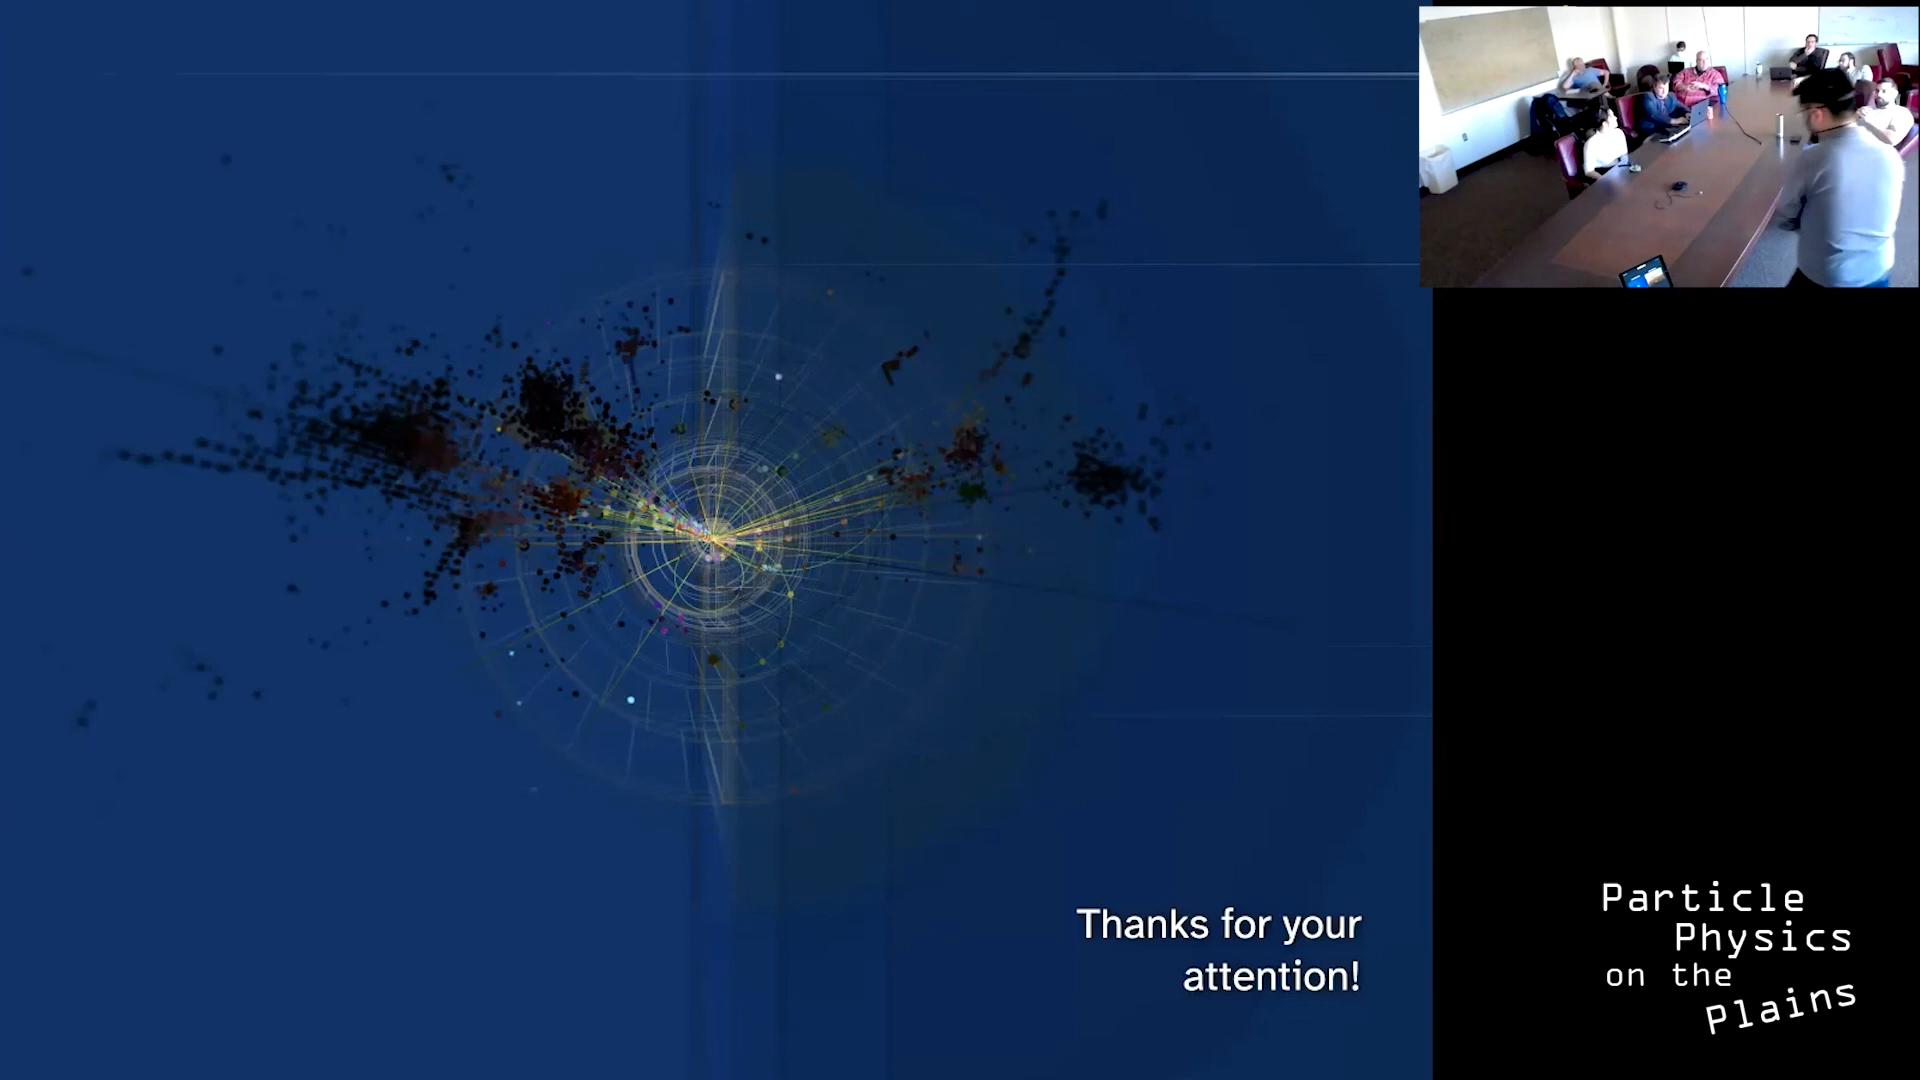 Thanks for your
attention!
Particle
Physics
on the
Plains